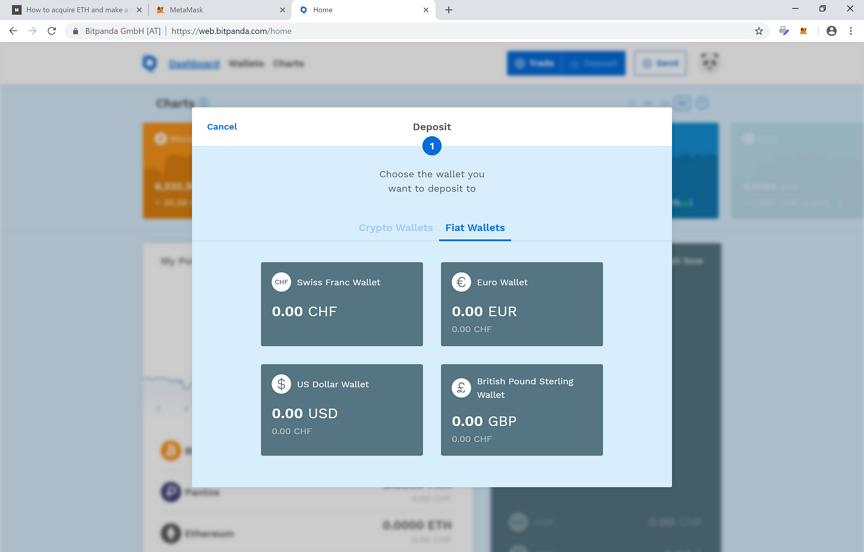 How to acquire ETH and make a
MetaMask
Home
Bitpanda GmbH [AT]
https://web.bitpanda.com/home
Dashboard
Wallets
Charts
Trade
Deposit
Send
Charts
Cancel
Deposit
1
Choose the wallet you
want to deposit to
Crypto Wallets
Fiat Wallets
CHF
Swiss Franc Wallet
0.00 CHF
€
Euro Wallet
0.00 EUR
0.00 CHF
$
US Dollar Wallet
0.00 USD
0.00 CHF
£
British Pound Sterling
Wallet
0.00 GBP
0.00 CHF
Pantos
Ethereum
0.0000 ETH
0.00 CHF
CHF
0.00 CHF